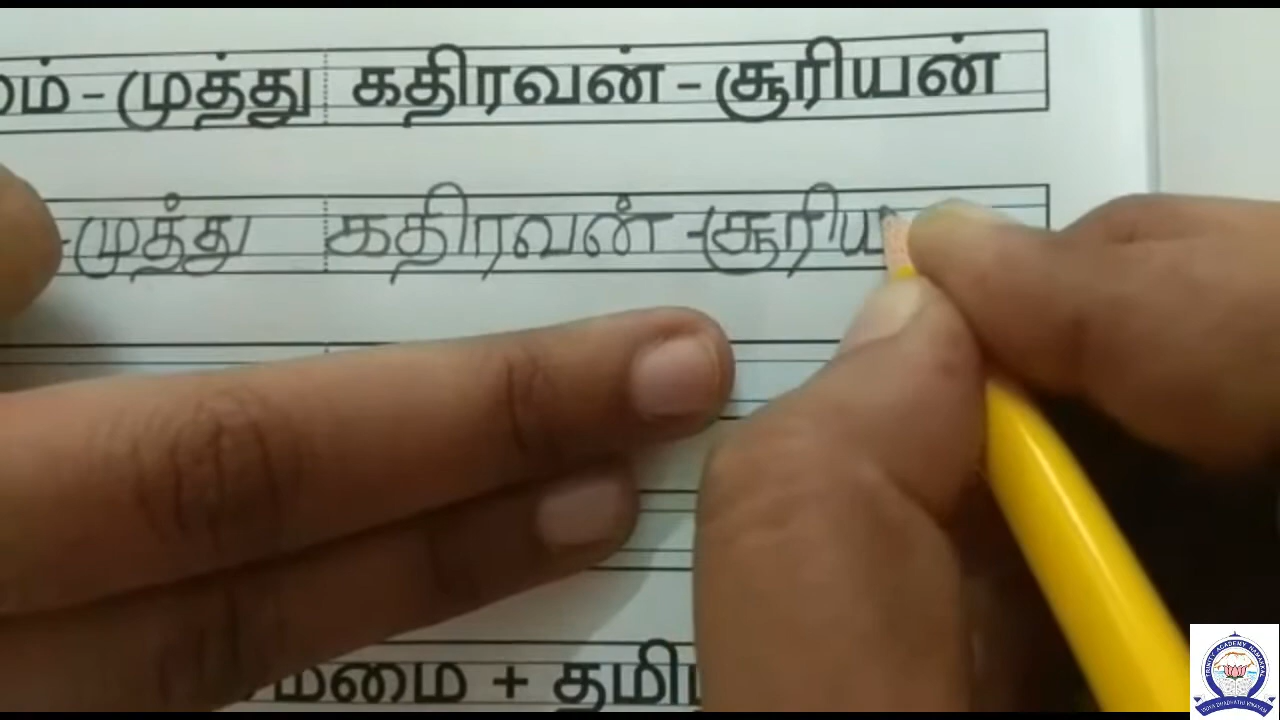 -முத்து கதிரவன்-சூரியன்
-முத்து கதிரவன்-சூரிய
+ தமி